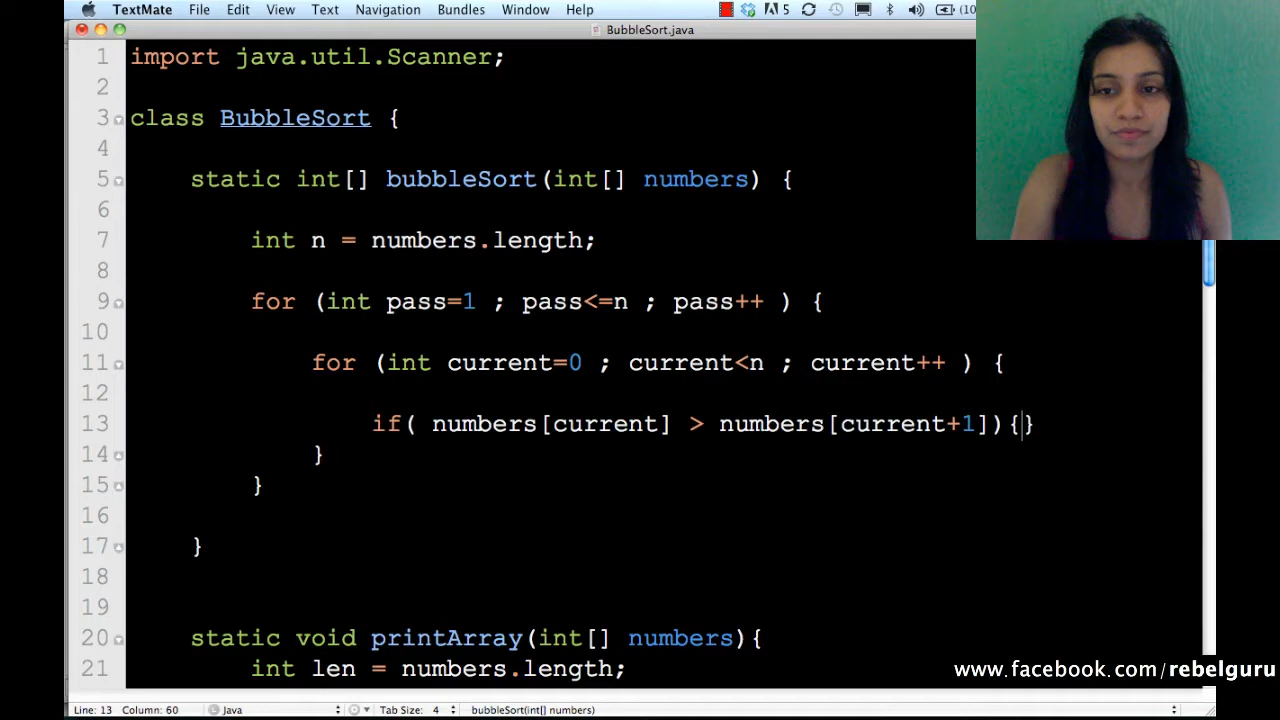 TextMate File Edit View Text Navigation Bundles Window Help 5 (10
BubbleSort.java
1 import java.util.Scanner;
2
3 class BubbleSort {
4
5 static int[] bubbleSort(int[] numbers) {
6
7 int n = numbers.length;
8
9 for (int pass=1 ; pass<=n ; pass++ ) {
10
11 for (int current=0 ; current<n ; current++ ) {
12
13 if( numbers[current] > numbers[current+1]){}
14 }
15 }
16
17 }
18
19
20 static void printArray(int[] numbers){
21 int len = numbers.length;
www.facebook.com/rebelguru
Line: 13 Column: 60 Java Tab Size: 4 bubbleSort(int[] numbers)